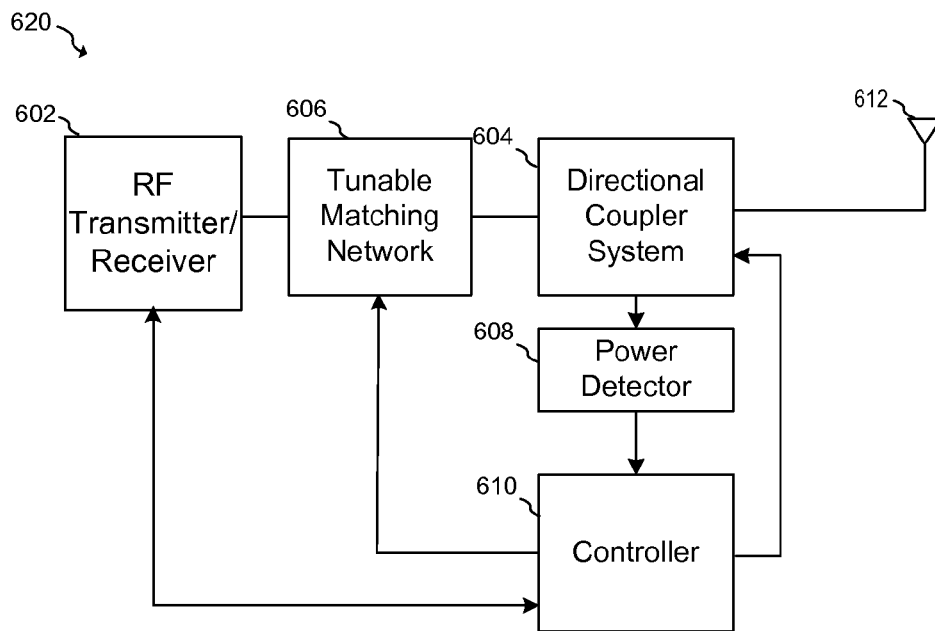 620
602
RF
Transmitter/
Receiver
606
Tunable
Matching
Network
604
Directional
Coupler
System
612
608
Power
Detector
610
Controller